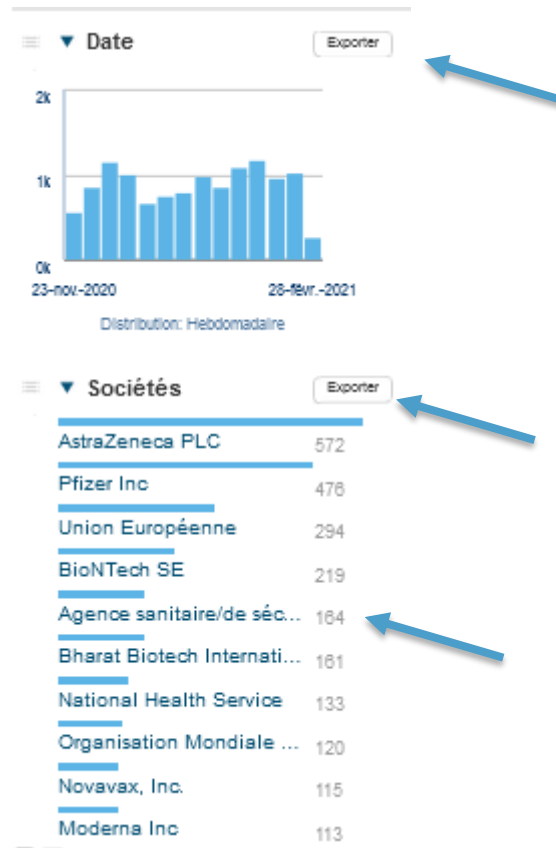 Date Exporter
2k
1k
0k
23-nov.-2020 28-févr.-2021
Distribution: Hebdomadaire
Sociétés Exporter
AstraZeneca PLC 572
Pfizer Inc 476
Union Européenne 294
BioNTech SE 219
Agence sanitaire/de séc... 164
Bharat Biotech Internati... 161
National Health Service 133
Organisation Mondiale ... 120
Novavax, Inc. 115
Moderna Inc 113